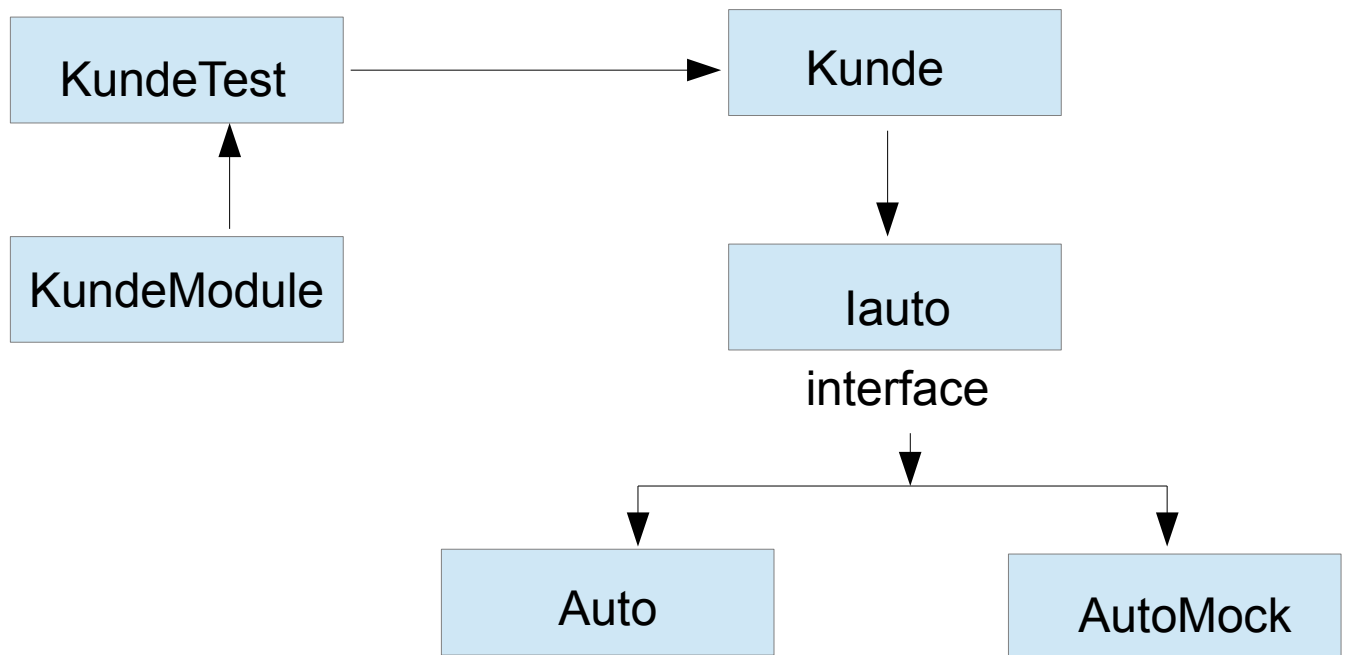 KundeTest
Kunde
KundeModule
Iauto
interface
Auto
AutoMock